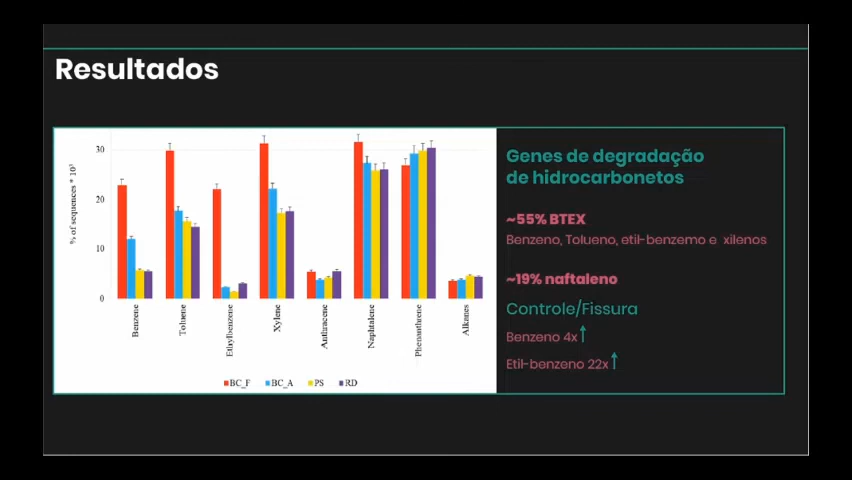 Resultados
% of sequences * 10³
30
20
10
0
Benzene
Toluene
Ethylbenzene
Xylene
Anthracene
Naphtalene
Phenanthrene
Alkanes
BC_F BC_A PS RD
Genes de degradação
de hidrocarbonetos
~55% BTEX
Benzeno, Tolueno, etil-benzemo e xilenos
~19% naftaleno
Controle/Fissura
Benzeno 4x↑
Etil-benzeno 22x↑